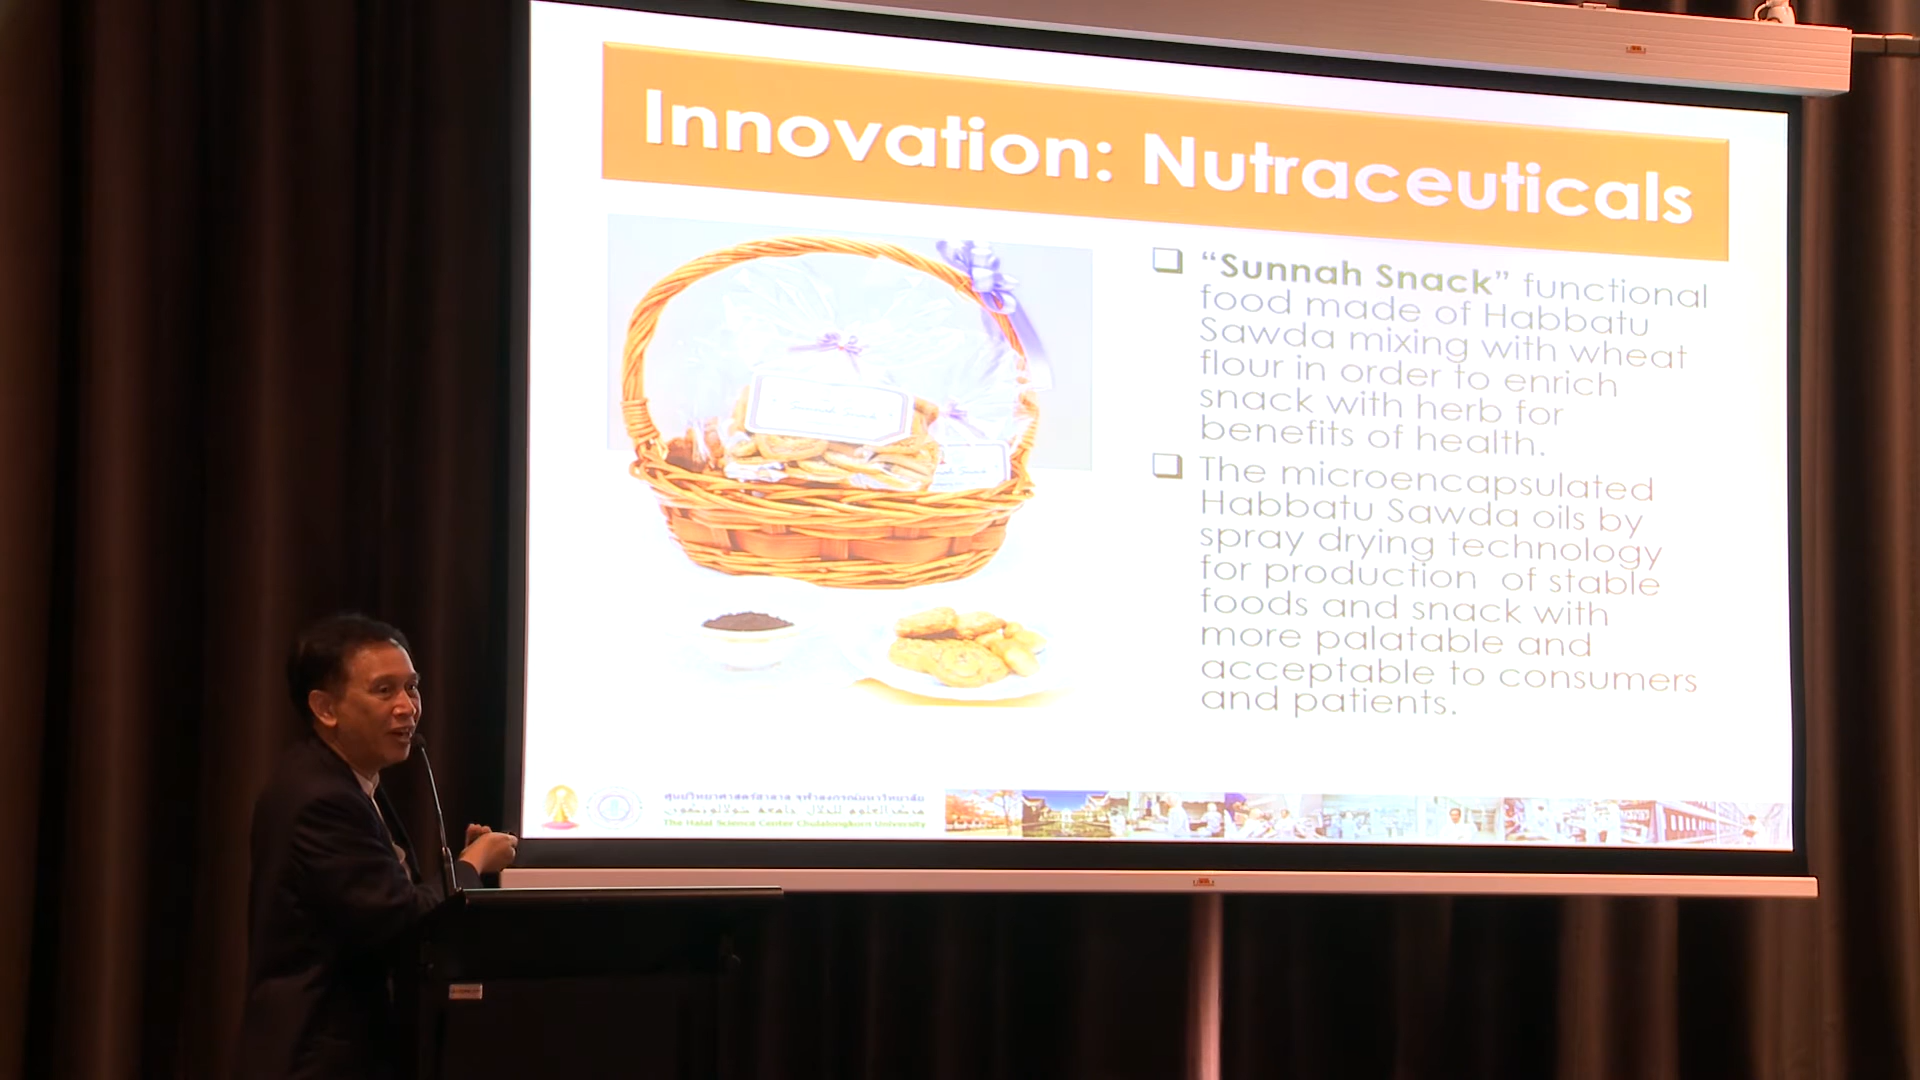 Innovation: Nutraceuticals
“Sunnah Snack” functional
food made of Habbatu
Sawda mixing with wheat
flour in order to enrich
snack with herb for
benefits of health.
The microencapsulated
Habbatu Sawda oils by
spray drying technology
for production of stable
foods and snack with
more palatable and
acceptable to consumers
and patients.
Sunnah Snack
ศูนย์วิทยาศาสตร์ฮาลาล จุฬาลงกรณ์มหาวิทยาลัย
The Halal Science Center Chulalongkorn University